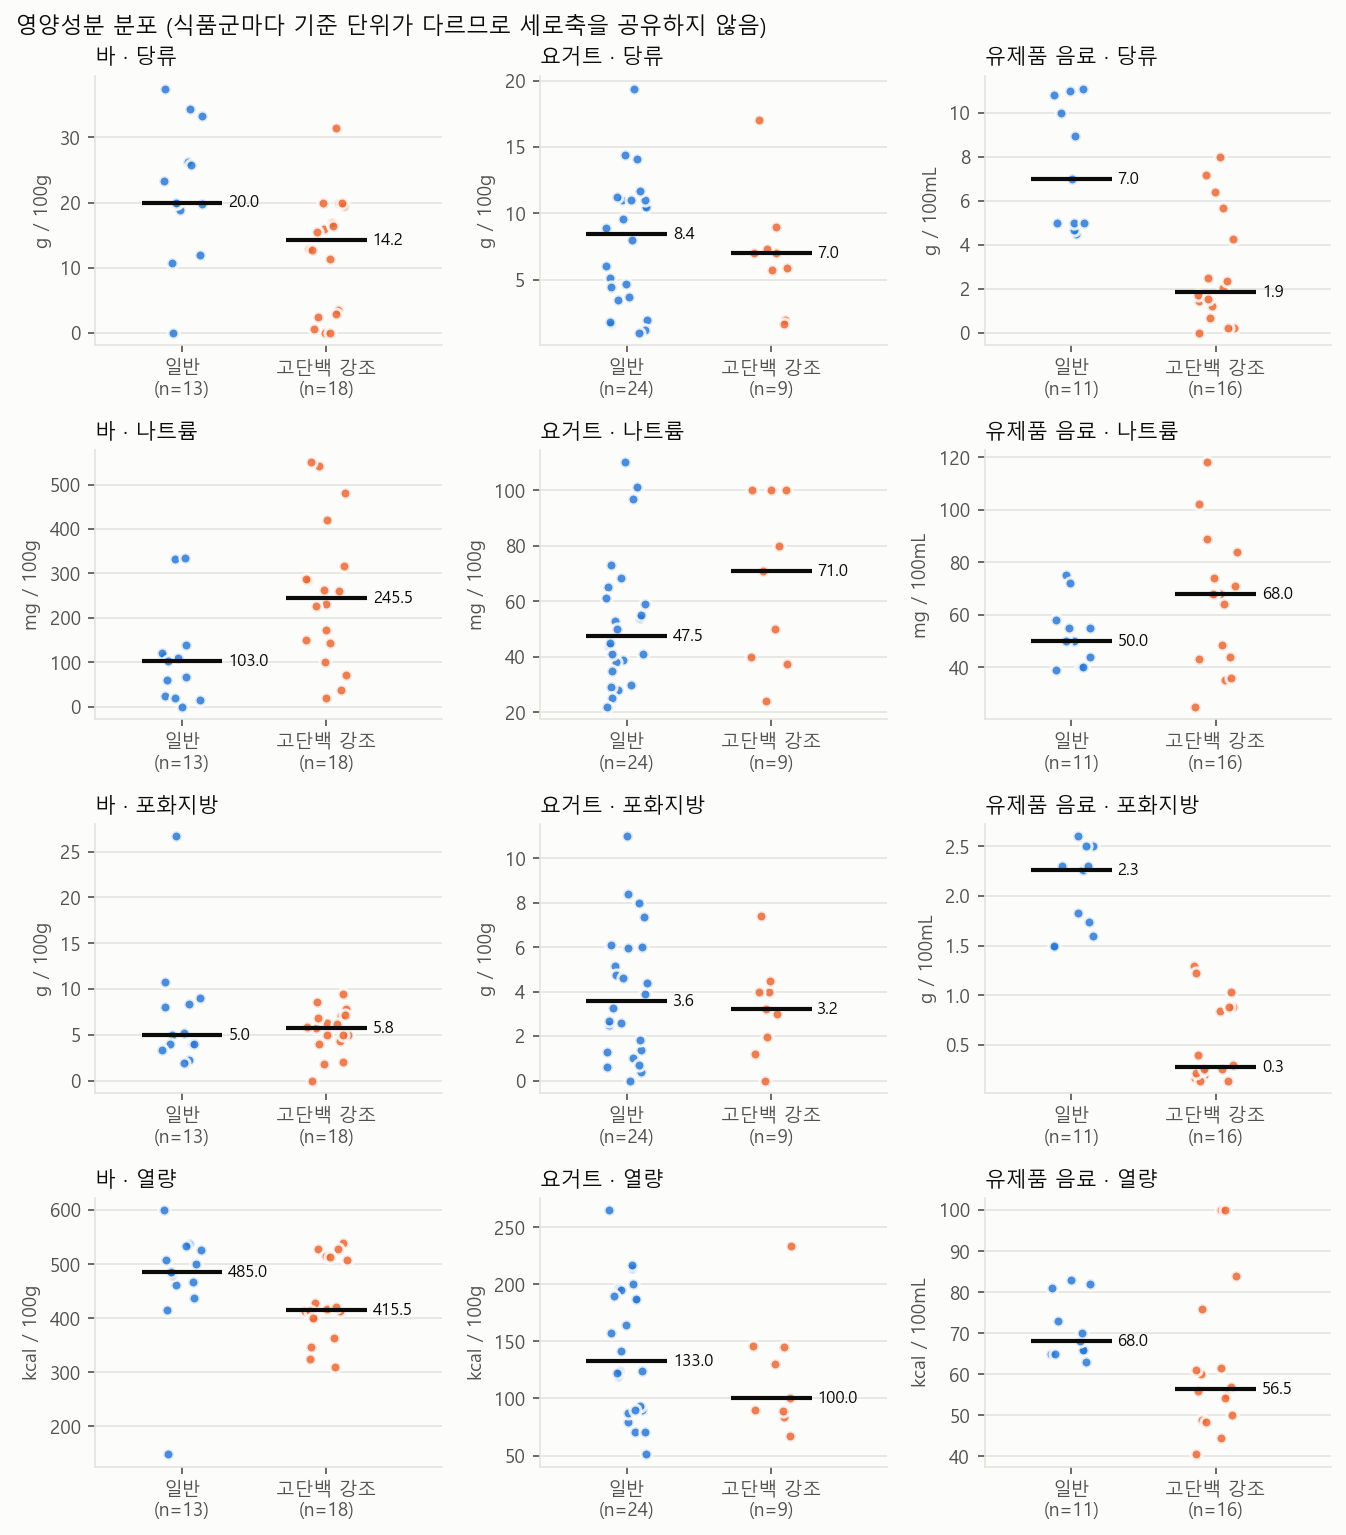 영양성분 분포 (식품군마다 기준 단위가 다르므로 세로축을 공유하지 않음)
바 · 당류
g / 100g
30
20
10
0
20.0
14.2
일반
(n=13)
고단백 강조
(n=18)
요거트 · 당류
g / 100g
20
15
10
5
8.4
7.0
일반
(n=24)
고단백 강조
(n=9)
유제품 음료 · 당류
g / 100mL
10
8
6
4
2
0
7.0
1.9
일반
(n=11)
고단백 강조
(n=16)
바 · 나트륨
mg / 100g
500
400
300
200
100
0
103.0
245.5
일반
(n=13)
고단백 강조
(n=18)
요거트 · 나트륨
mg / 100g
100
80
60
40
20
47.5
71.0
일반
(n=24)
고단백 강조
(n=9)
유제품 음료 · 나트륨
mg / 100mL
120
100
80
60
40
50.0
68.0
일반
(n=11)
고단백 강조
(n=16)
바 · 포화지방
g / 100g
25
20
15
10
5
0
5.0
5.8
일반
(n=13)
고단백 강조
(n=18)
요거트 · 포화지방
g / 100g
10
8
6
4
2
0
3.6
3.2
일반
(n=24)
고단백 강조
(n=9)
유제품 음료 · 포화지방
g / 100mL
2.5
2.0
1.5
1.0
0.5
2.3
0.3
일반
(n=11)
고단백 강조
(n=16)
바 · 열량
kcal / 100g
600
500
400
300
200
485.0
415.5
일반
(n=13)
고단백 강조
(n=18)
요거트 · 열량
kcal / 100g
250
200
150
100
50
133.0
100.0
일반
(n=24)
고단백 강조
(n=9)
유제품 음료 · 열량
kcal / 100mL
100
90
80
70
60
50
40
68.0
56.5
일반
(n=11)
고단백 강조
(n=16)